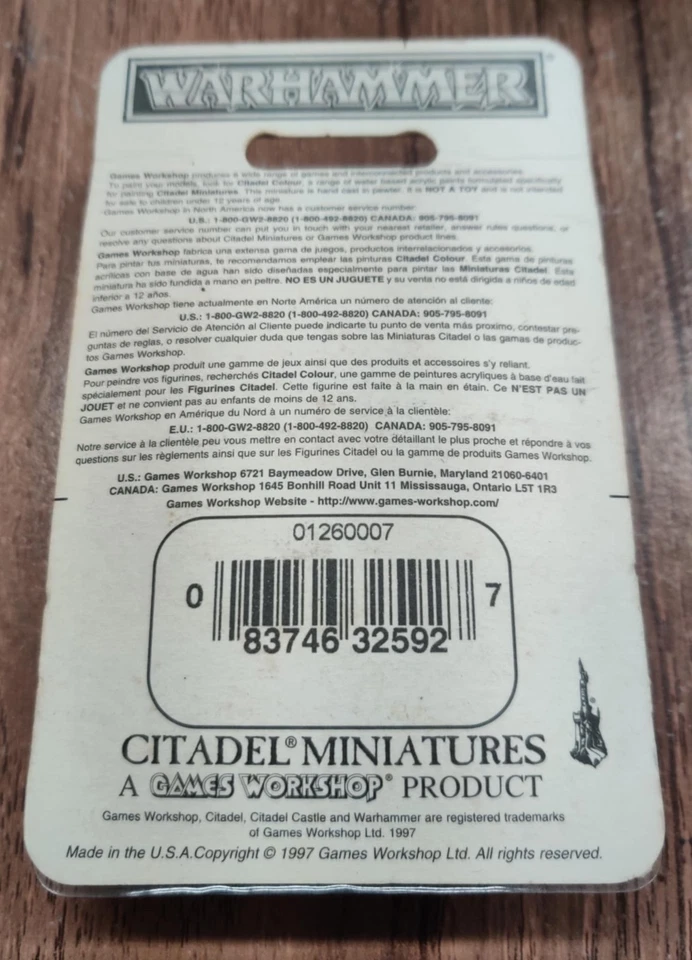 WARHAMMER
Games Workshop produces a wide range of games and interconnected products and accessories.
To paint your models, look for Citadel Colour, a range of water based acrylic paints formulated specifically
for painting Citadel Miniatures. This miniature is hand cast in pewter. It is NOT A TOY and is not intended
for sale to children under 12 years of age.
Games Workshop in North America now has a customer service number:
U.S.: 1-800-GW2-8820 (1-800-492-8820) CANADA: 905-795-8091
Our customer service number can put you in touch with your nearest retailer, answer rules questions, or
resolve any questions about Citadel Miniatures or Games Workshop product lines.
Games Workshop fabrica una extensa gama de juegos, productos interrelacionados y accesorios.
Para pintar tus miniaturas, te recomendamos emplear las pinturas Citadel Colour. Esta game de pinturas
acrílicas con base de agua han sido diseñadas especialmente para pintar las Miniaturas Citadel. Esta
miniatura ha sido fundida a mano en peltre. NO ES UN JUGUETE y su venta no está dirigida a niños de edad
inferior a 12 años.
Games Workshop tiene actualmente en Norte América un número de atención al cliente:
U.S.: 1-800-GW2-8820 (1-800-492-8820) CANADA: 905-795-8091
El número del Servicio de Atención al Cliente puede indicarte tu punto de venta más proximo, contestar pre-
guntas de reglas, o resolver cualquier duda que tengas sobre las Miniaturas Citadel o las gamas de produc-
tos Games Workshop.
Games Workshop produit une gamme de jeux ainsi que des produits et accessoires s'y reliant.
Pour peindre vos figurines, recherchés Citadel Colour, une gamme de peintures acryliques à base d'eau fait
spécialement pour les Figurines Citadel. Cette figurine est faite à la main en étain. Ce N'EST PAS UN
JOUET et ne convient pas au enfants de moins de 12 ans.
Games Workshop en Amérique du Nord à un numéro de service à la clientèle:
E.U.: 1-800-GW2-8820 (1-800-492-8820) CANADA: 905-795-8091
Notre service à la clientèle peu vous mettre en contact avec votre détaillant le plus proche et répondre à vos
questions sur les règlements ainsi que sur les Figurines Citadel ou la gamme de produits Games Workshop.
U.S.: Games Workshop 6721 Baymeadow Drive, Glen Burnie, Maryland 21060-6401
CANADA: Games Workshop 1645 Bonhill Road Unit 11 Mississauga, Ontario L5T 1R3
Games Workshop Website - http://www.games-workshop.com/
01260007
0 83746 32592 7
CITADEL® MINIATURES
A GAMES WORKSHOP® PRODUCT
Games Workshop, Citadel, Citadel Castle and Warhammer are registered trademarks
of Games Workshop Ltd. 1997
Made in the U.S.A.Copyright © 1997 Games Workshop Ltd. All rights reserved.